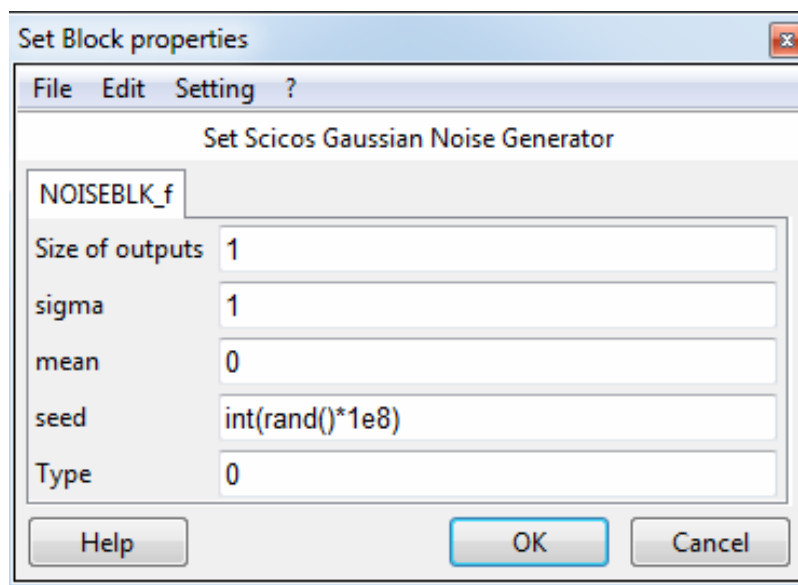 Set Block properties
File Edit Setting ?
Set Scicos Gaussian Noise Generator
NOISEBLK_f
Size of outputs 1
sigma 1
mean 0
seed int(rand()*1e8)
Type 0
Help OK Cancel